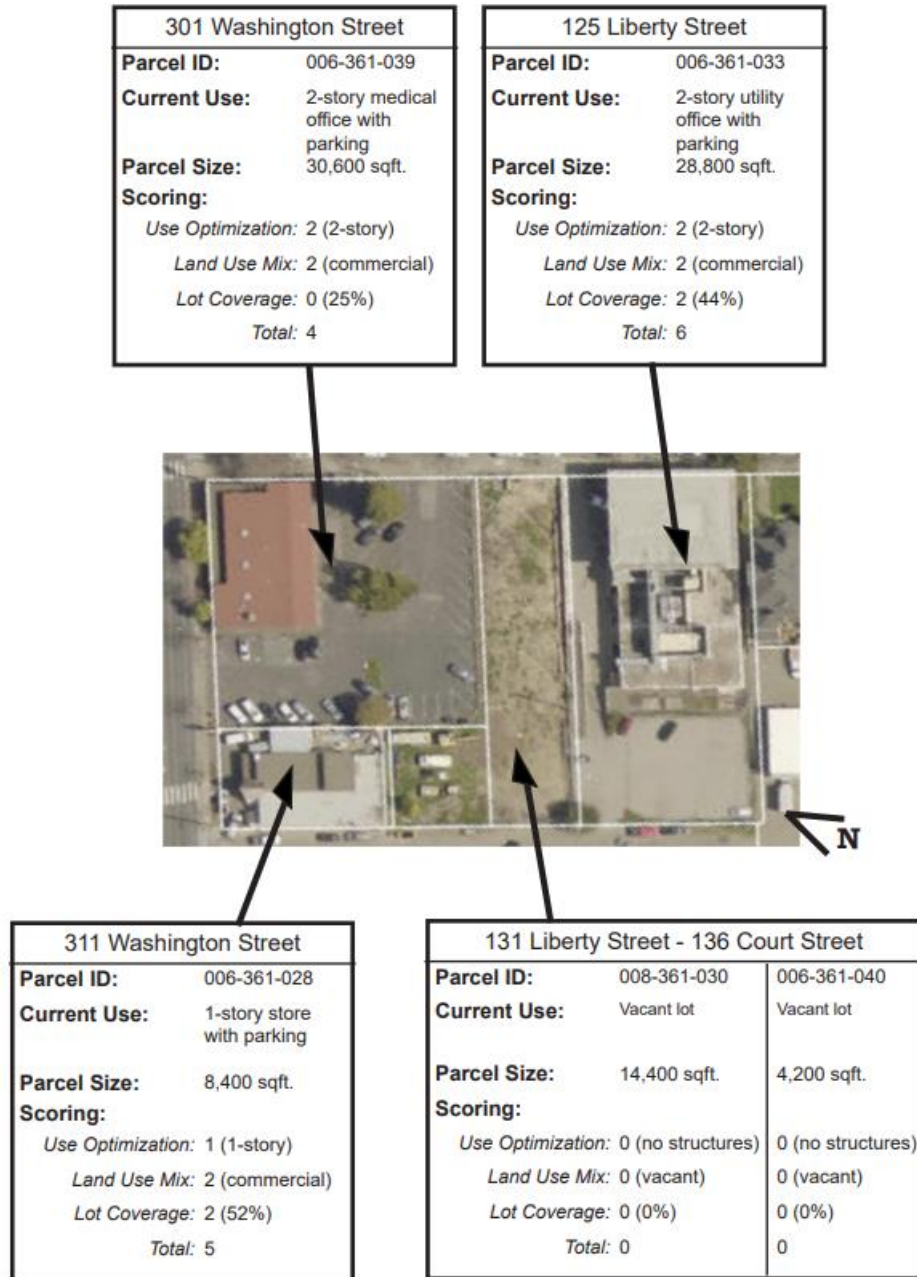 301 Washington Street
Parcel ID: 006-361-039
Current Use: 2-story medical
office with
parking
Parcel Size: 30,600 sqft.
Scoring:
Use Optimization: 2 (2-story)
Land Use Mix: 2 (commercial)
Lot Coverage: 0 (25%)
Total: 4
125 Liberty Street
Parcel ID: 006-361-033
Current Use: 2-story utility
office with
parking
Parcel Size: 28,800 sqft.
Scoring:
Use Optimization: 2 (2-story)
Land Use Mix: 2 (commercial)
Lot Coverage: 2 (44%)
Total: 6
N
311 Washington Street
Parcel ID: 006-361-028
Current Use: 1-story store
with parking
Parcel Size: 8,400 sqft.
Scoring:
Use Optimization: 1 (1-story)
Land Use Mix: 2 (commercial)
Lot Coverage: 2 (52%)
Total: 5
131 Liberty Street - 136 Court Street
Parcel ID: 008-361-030 006-361-040
Current Use: Vacant lot Vacant lot
Parcel Size: 14,400 sqft. 4,200 sqft.
Scoring:
Use Optimization: 0 (no structures) 0 (no structures)
Land Use Mix: 0 (vacant) 0 (vacant)
Lot Coverage: 0 (0%) 0 (0%)
Total: 0 0